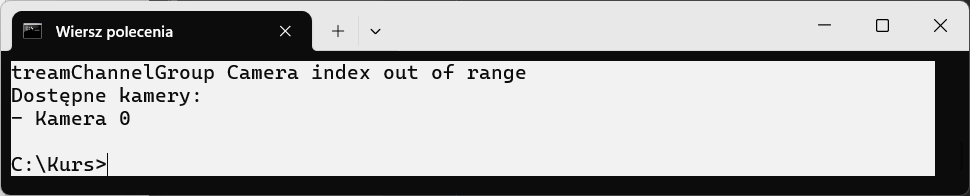 Wiersz polecenia
treamChannelGroup Camera index out of range
Dostępne kamery:
- Kamera 0
C:\Kurs>